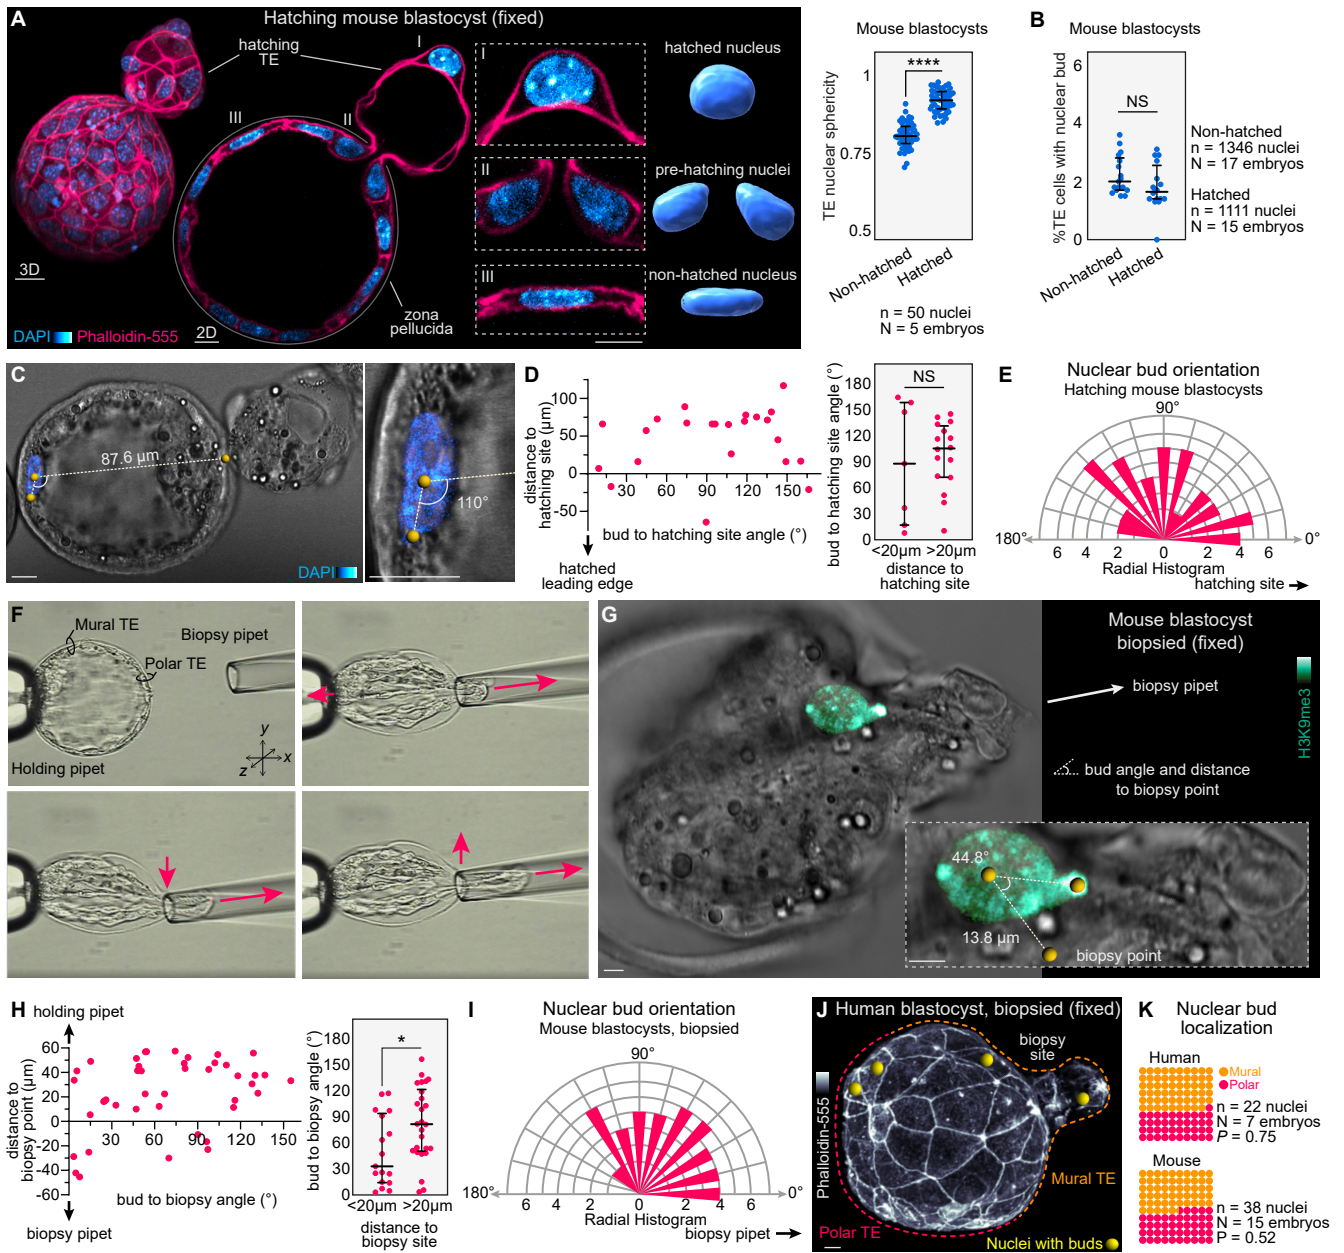 A
Hatching mouse blastocyst (fixed)
hatching
TE
I
II
III
3D
2D
DAPI
Phalloidin-555
zona
pellucida
I
hatched nucleus
II
pre-hatching nuclei
III
non-hatched nucleus
Mouse blastocysts
TE nuclear sphericity
1
0.75
0.5
****
Non-hatched
Hatched
n = 50 nuclei
N = 5 embryos
B
Mouse blastocysts
%TE cells with nuclear bud
6
4
2
0
NS
Non-hatched
Hatched
Non-hatched
n = 1346 nuclei
N = 17 embryos
Hatched
n = 1111 nuclei
N = 15 embryos
C
87.6 µm
DAPI
110°
D
distance to
hatching site (µm)
100
50
0
-50
30
60
90
120
150
bud to hatching site angle (°)
hatched
leading edge
bud to hatching site angle (°)
180
150
120
90
60
30
0
NS
<20µm >20µm
distance to
hatching site
E
Nuclear bud orientation
Hatching mouse blastocysts
90°
180°
0°
6 4 2 0 2 4 6
Radial Histogram
hatching site
F
Mural TE
Polar TE
Biopsy pipet
Holding pipet
y
x
z
G
Mouse blastocyst
biopsied (fixed)
biopsy pipet
bud angle and distance
to biopsy point
H3K9me3
44.8°
13.8 µm
biopsy point
H
holding pipet
distance to
biopsy point (µm)
60
40
20
0
-20
-40
-60
30
60
90
120
150
bud to biopsy angle (°)
biopsy pipet
bud to biopsy angle (°)
180
150
120
90
60
30
0
*
<20µm >20µm
distance to
biopsy site
I
Nuclear bud orientation
Mouse blastocysts, biopsied
90°
180°
0°
6 4 2 0 2 4 6
Radial Histogram
biopsy pipet
J
Human blastocyst, biopsied (fixed)
Phalloidin-555
biopsy
site
Mural TE
Polar TE
Nuclei with buds
K
Nuclear bud
localization
Human
Mural
Polar
n = 22 nuclei
N = 7 embryos
P = 0.75
Mouse
n = 38 nuclei
N = 15 embryos
P = 0.52